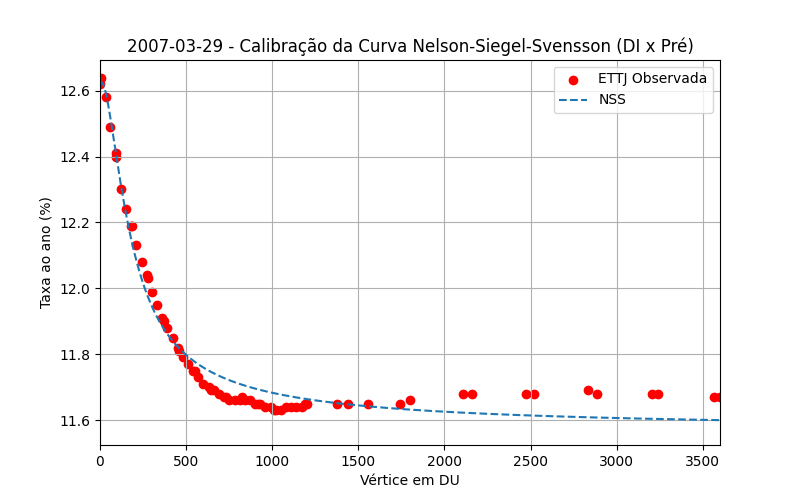 2007-03-29 - Calibração da Curva Nelson-Siegel-Svensson (DI x Pré)
ETTJ Observada
NSS
Taxa ao ano (%)
12.6
12.4
12.2
12.0
11.8
11.6
0 500 1000 1500 2000 2500 3000 3500
Vértice em DU